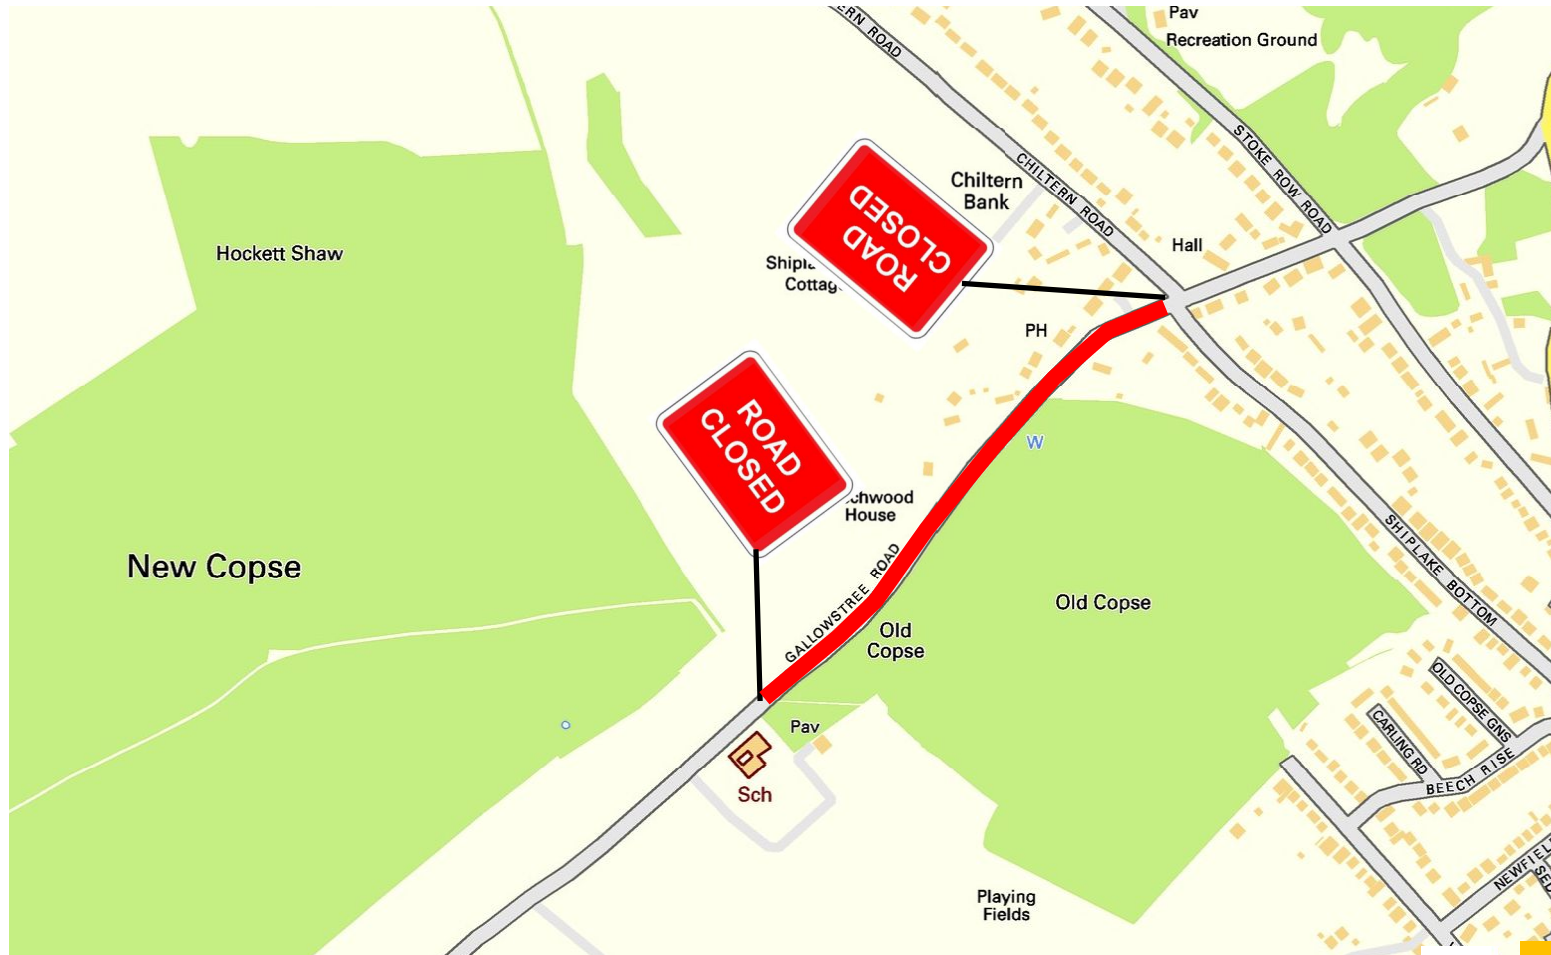 Pav
Recreation Ground
ERN ROAD
STOKE ROW ROAD
CHILTERN ROAD
Chiltern
Bank
ROAD
CLOSED
Hall
Hockett Shaw
Cottag
PH
ROAD
CLOSED
W
House
GALLOWSTREE ROAD
SHIPLAKE BOTTOM
New Copse
Old Copse
Old
Copse
OLD COPSE GNS
CARLING RD
BEECH RISE
Pav
Sch
Playing
Fields
NEWFIEL